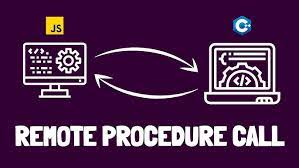 JS
C++
REMOTE PROCEDURE CALL